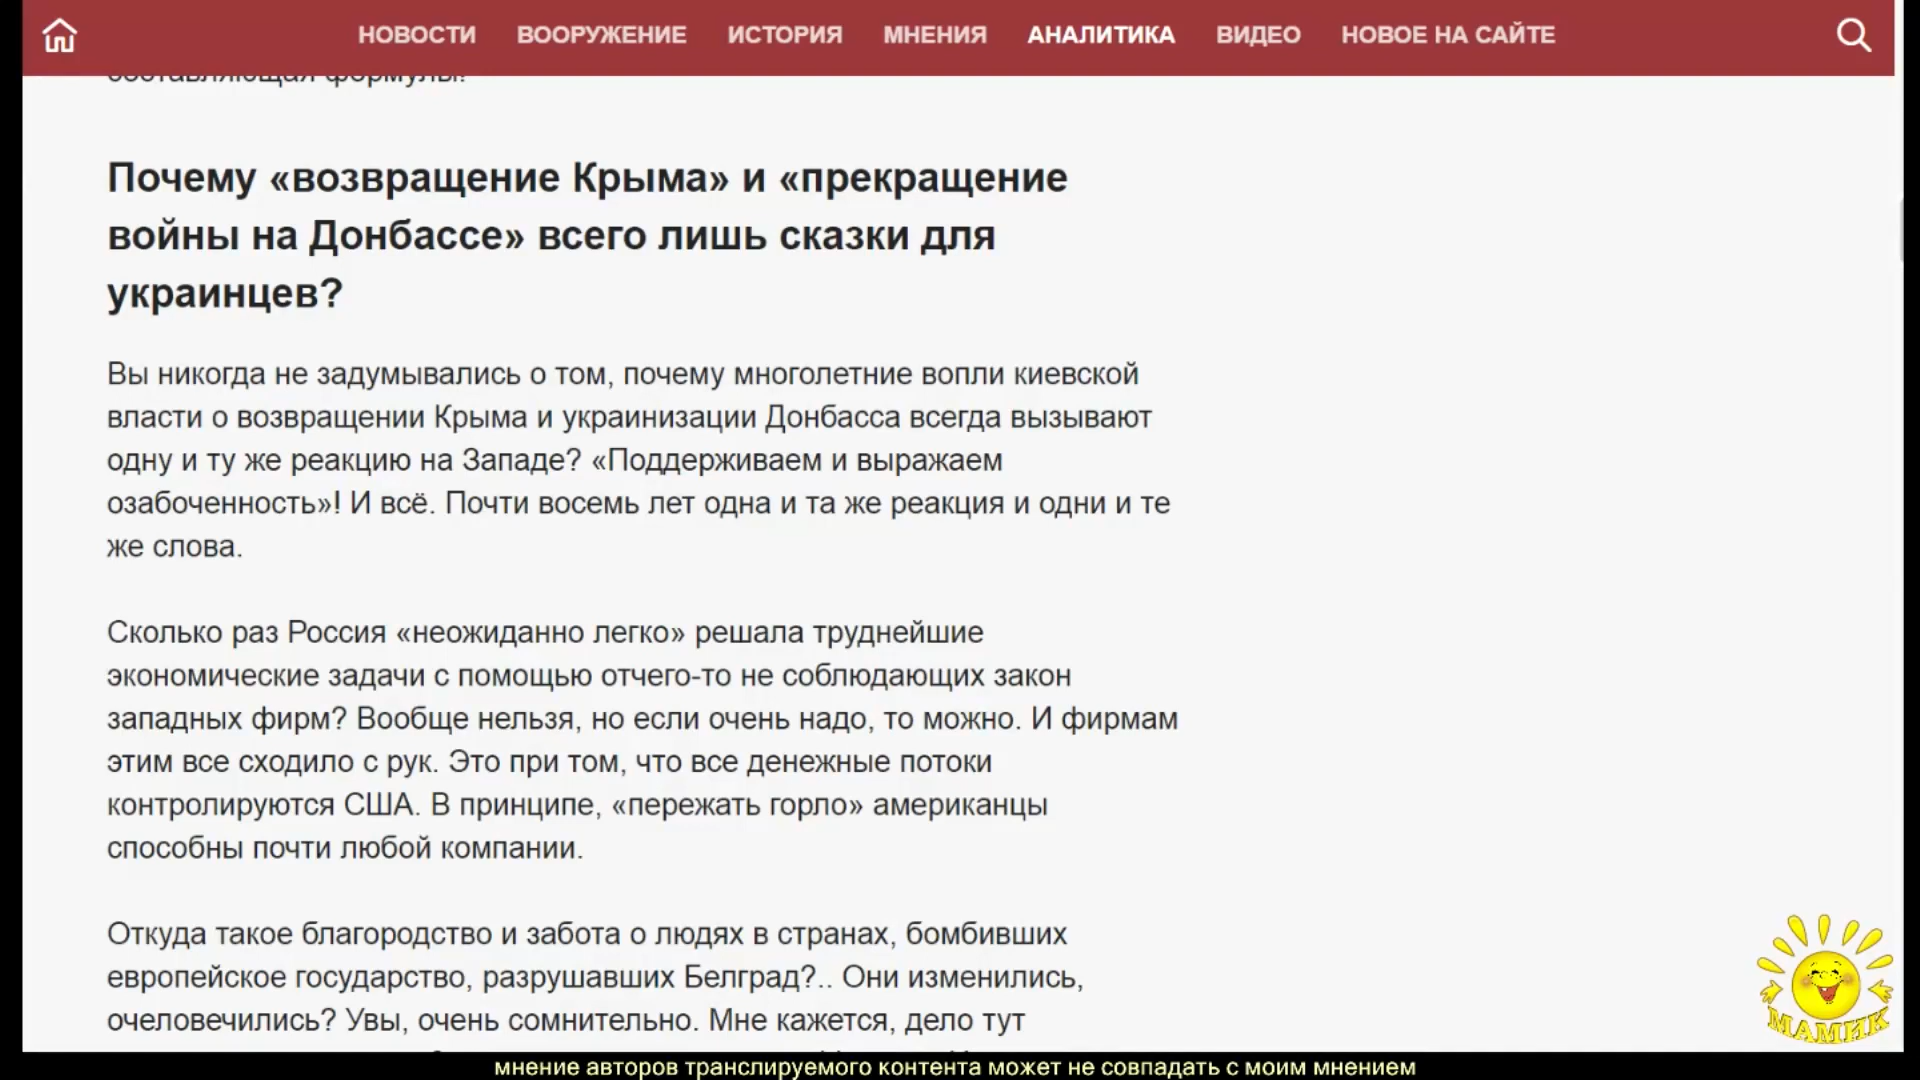 НОВОСТИ ВООРУЖЕНИЕ ИСТОРИЯ МНЕНИЯ АНАЛИТИКА ВИДЕО НОВОЕ НА САЙТЕ
составляющая формулы!
Почему «возвращение Крыма» и «прекращение
войны на Донбассе» всего лишь сказки для
украинцев?
Вы никогда не задумывались о том, почему многолетние вопли киевской
власти о возвращении Крыма и украинизации Донбасса всегда вызывают
одну и ту же реакцию на Западе? «Поддерживаем и выражаем
озабоченность»! И всё. Почти восемь лет одна и та же реакция и одни и те
же слова.
Сколько раз Россия «неожиданно легко» решала труднейшие
экономические задачи с помощью отчего-то не соблюдающих закон
западных фирм? Вообще нельзя, но если очень надо, то можно. И фирмам
этим все сходило с рук. Это при том, что все денежные потоки
контролируются США. В принципе, «пережать горло» американцы
способны почти любой компании.
Откуда такое благородство и забота о людях в странах, бомбивших
европейское государство, разрушавших Белград?.. Они изменились,
очеловечились? Увы, очень сомнительно. Мне кажется, дело тут
МАМИК
мнение авторов транслируемого контента может не совпадать с моим мнением